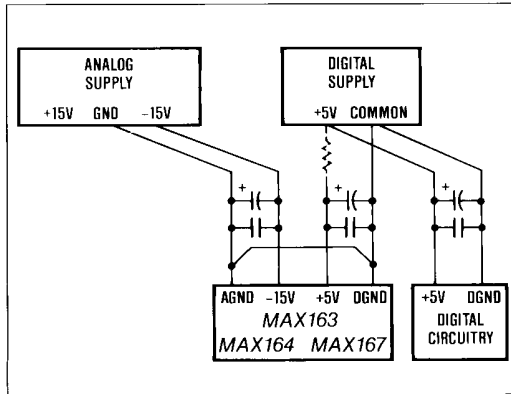 ANALOG
SUPPLY
+15V GND -15V
DIGITAL
SUPPLY
+5V COMMON
+
+
+
AGND -15V +5V DGND
MAX163
MAX164 MAX167
+5V DGND
DIGITAL
CIRCUITRY